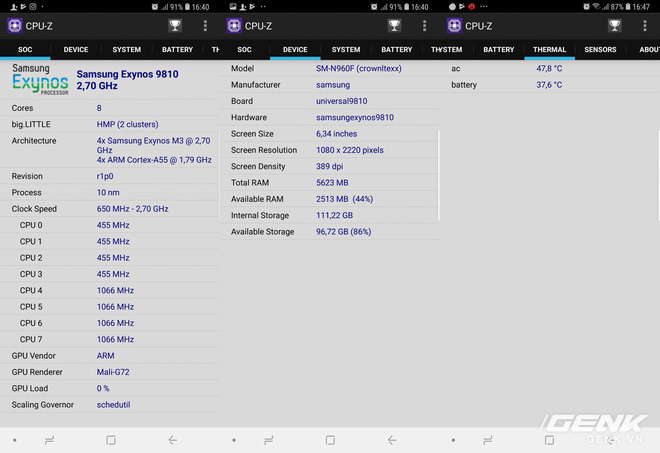 91% 16:40
CPU-Z
SOC DEVICE SYSTEM BATTERY TH
Samsung
Exynos
PROCESSOR
Samsung Exynos 9810
2,70 GHz
Cores 8
big.LITTLE HMP (2 clusters)
Architecture 4x Samsung Exynos M3 @ 2,70
GHz
4x ARM Cortex-A55 @ 1,79 GHz
Revision r1p0
Process 10 nm
Clock Speed 650 MHz - 2,70 GHz
CPU 0 455 MHz
CPU 1 455 MHz
CPU 2 455 MHz
CPU 3 455 MHz
CPU 4 1066 MHz
CPU 5 1066 MHz
CPU 6 1066 MHz
CPU 7 1066 MHz
GPU Vendor ARM
GPU Renderer Mali-G72
GPU Load 0 %
Scaling Governor schedutil
91% 16:40
CPU-Z
SOC DEVICE SYSTEM BATTERY TH
Model SM-N960F (crownltexx)
Manufacturer samsung
Board universal9810
Hardware samsungexynos9810
Screen Size 6,34 inches
Screen Resolution 1080 x 2220 pixels
Screen Density 389 dpi
Total RAM 5623 MB
Available RAM 2513 MB (44%)
Internal Storage 111,22 GB
Available Storage 96,72 GB (86%)
87% 16:47
CPU-Z
YSTEM BATTERY THERMAL SENSORS ABOU
ac 47,8 °C
battery 37,6 °C
GENK
GENK.VN